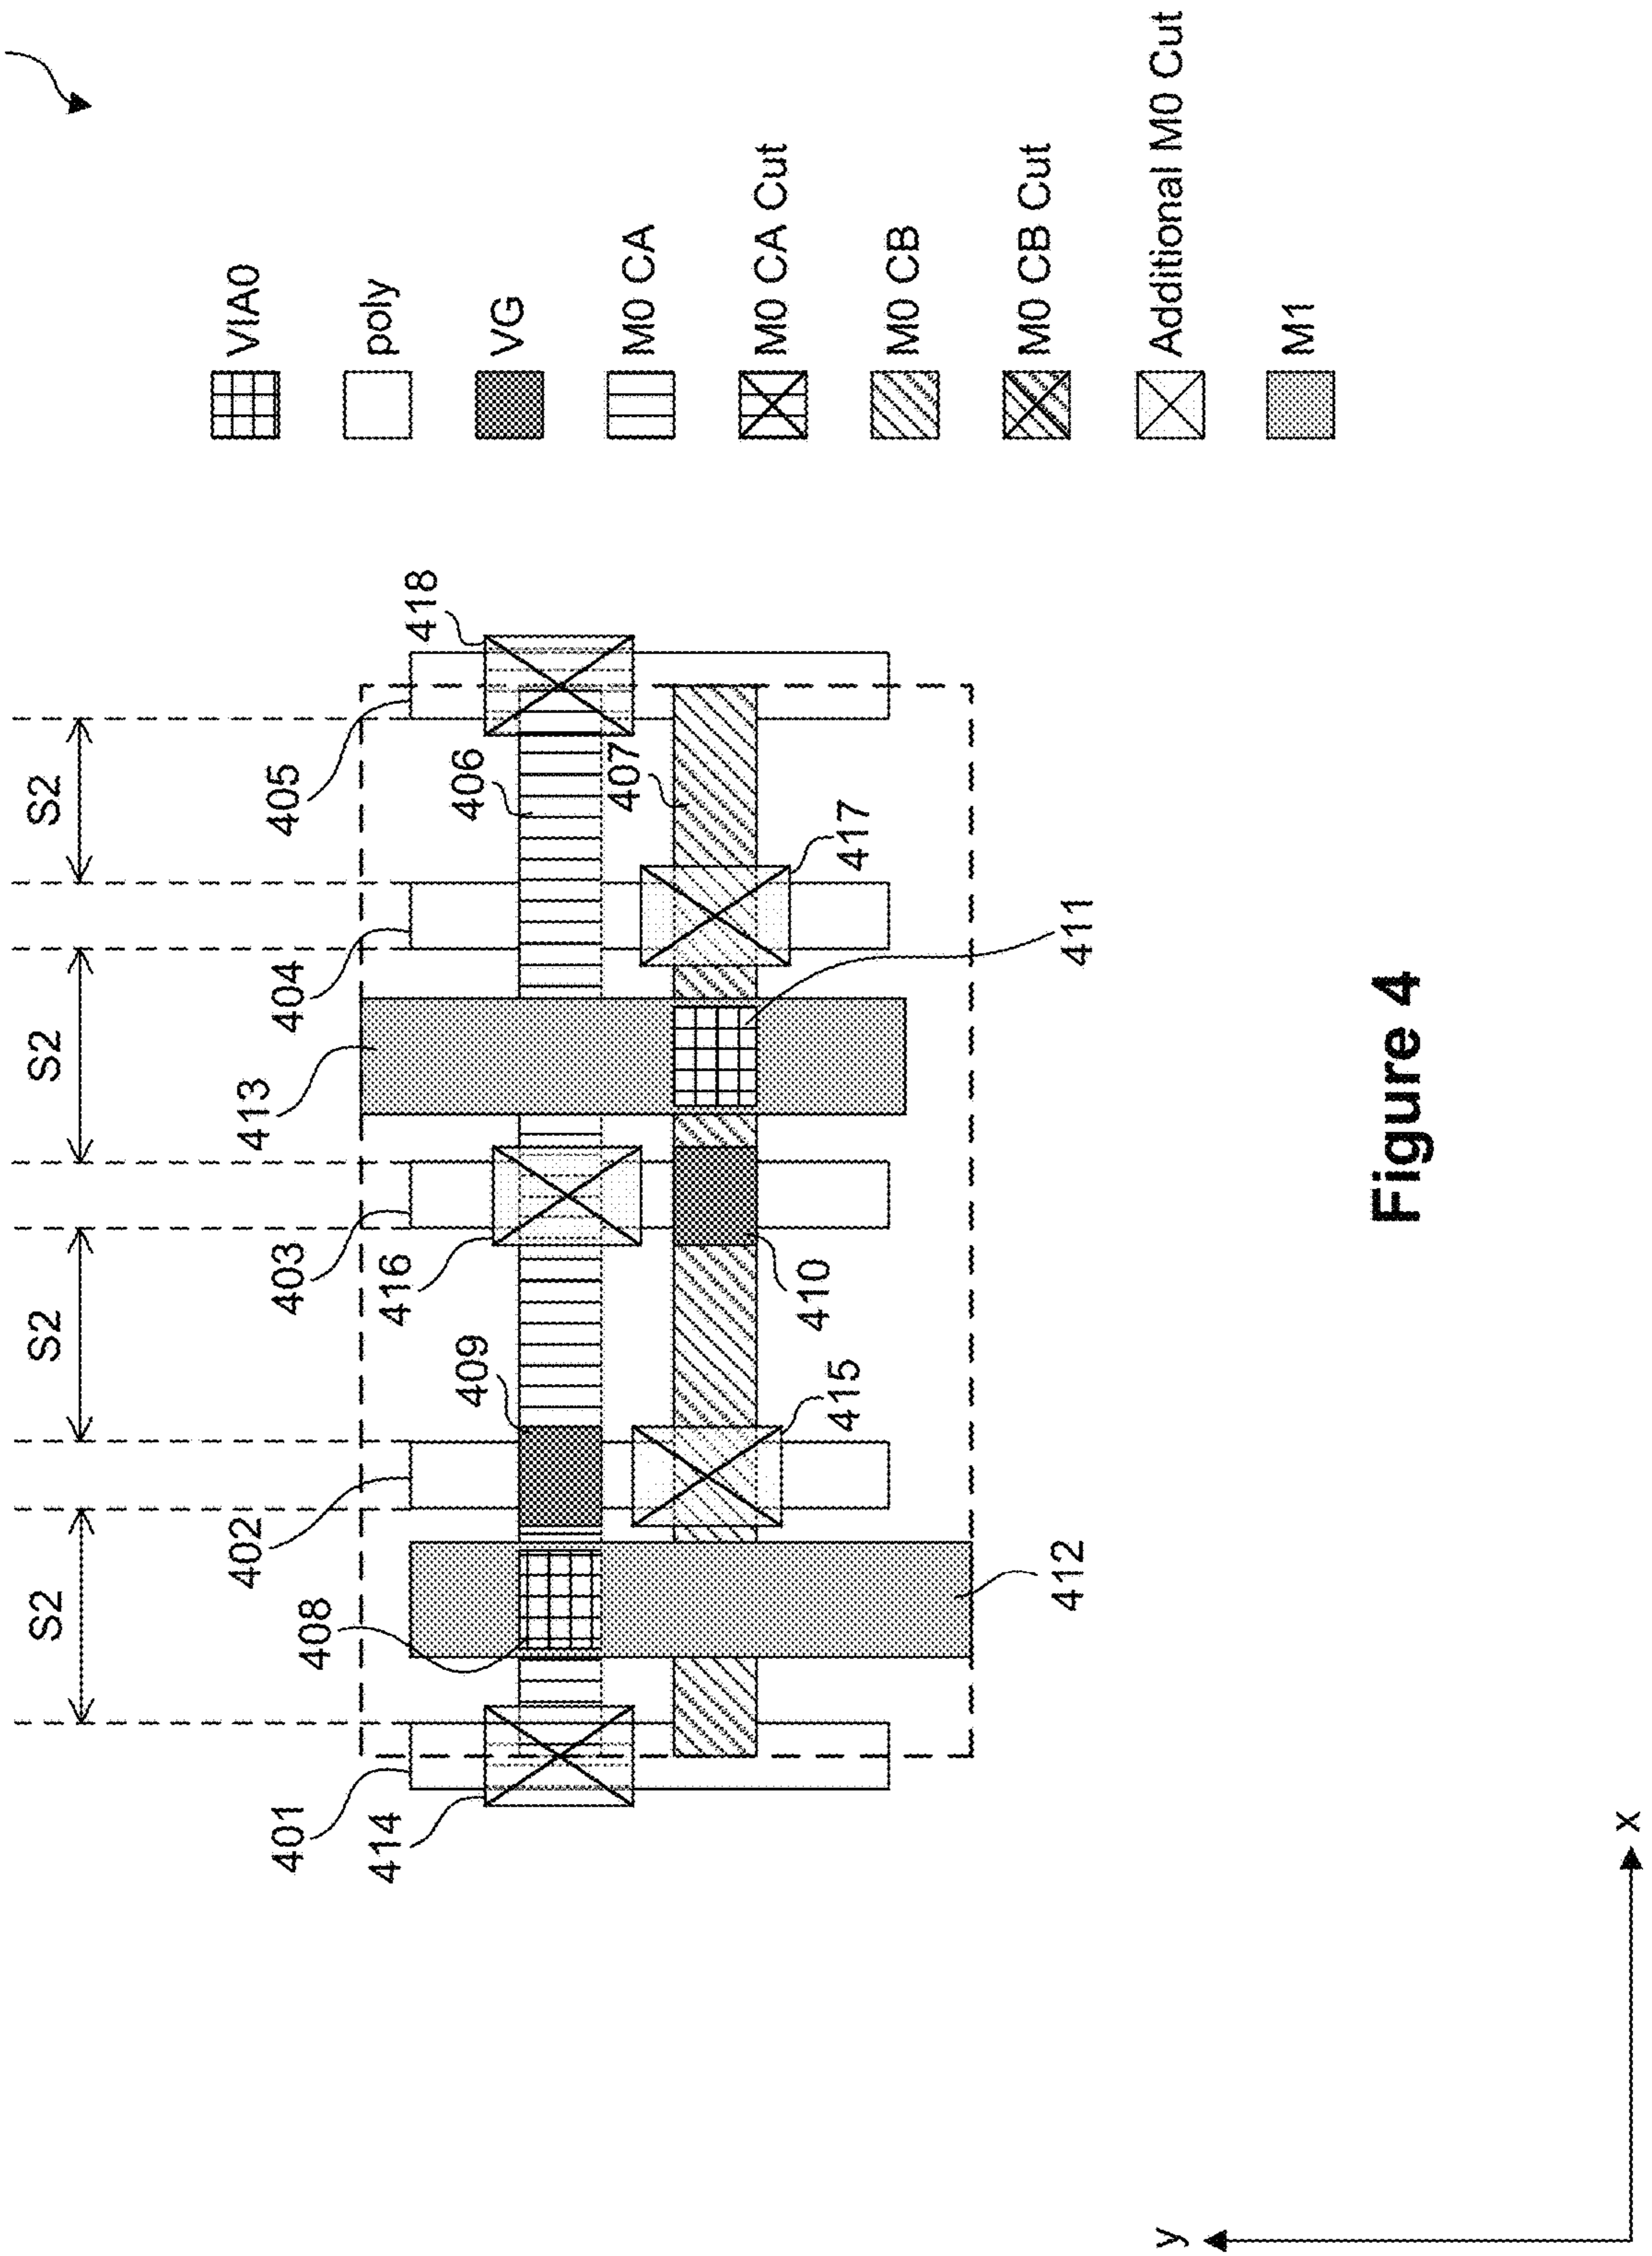 S2
S2
S2
S2
401
402
403
404
405
413
414
408
409
416
406
418
407
415
410
417
412
411
VIA0
poly
VG
M0 CA
M0 CA Cut
M0 CB
M0 CB Cut
Additional M0 Cut
M1
y
x
Figure 4